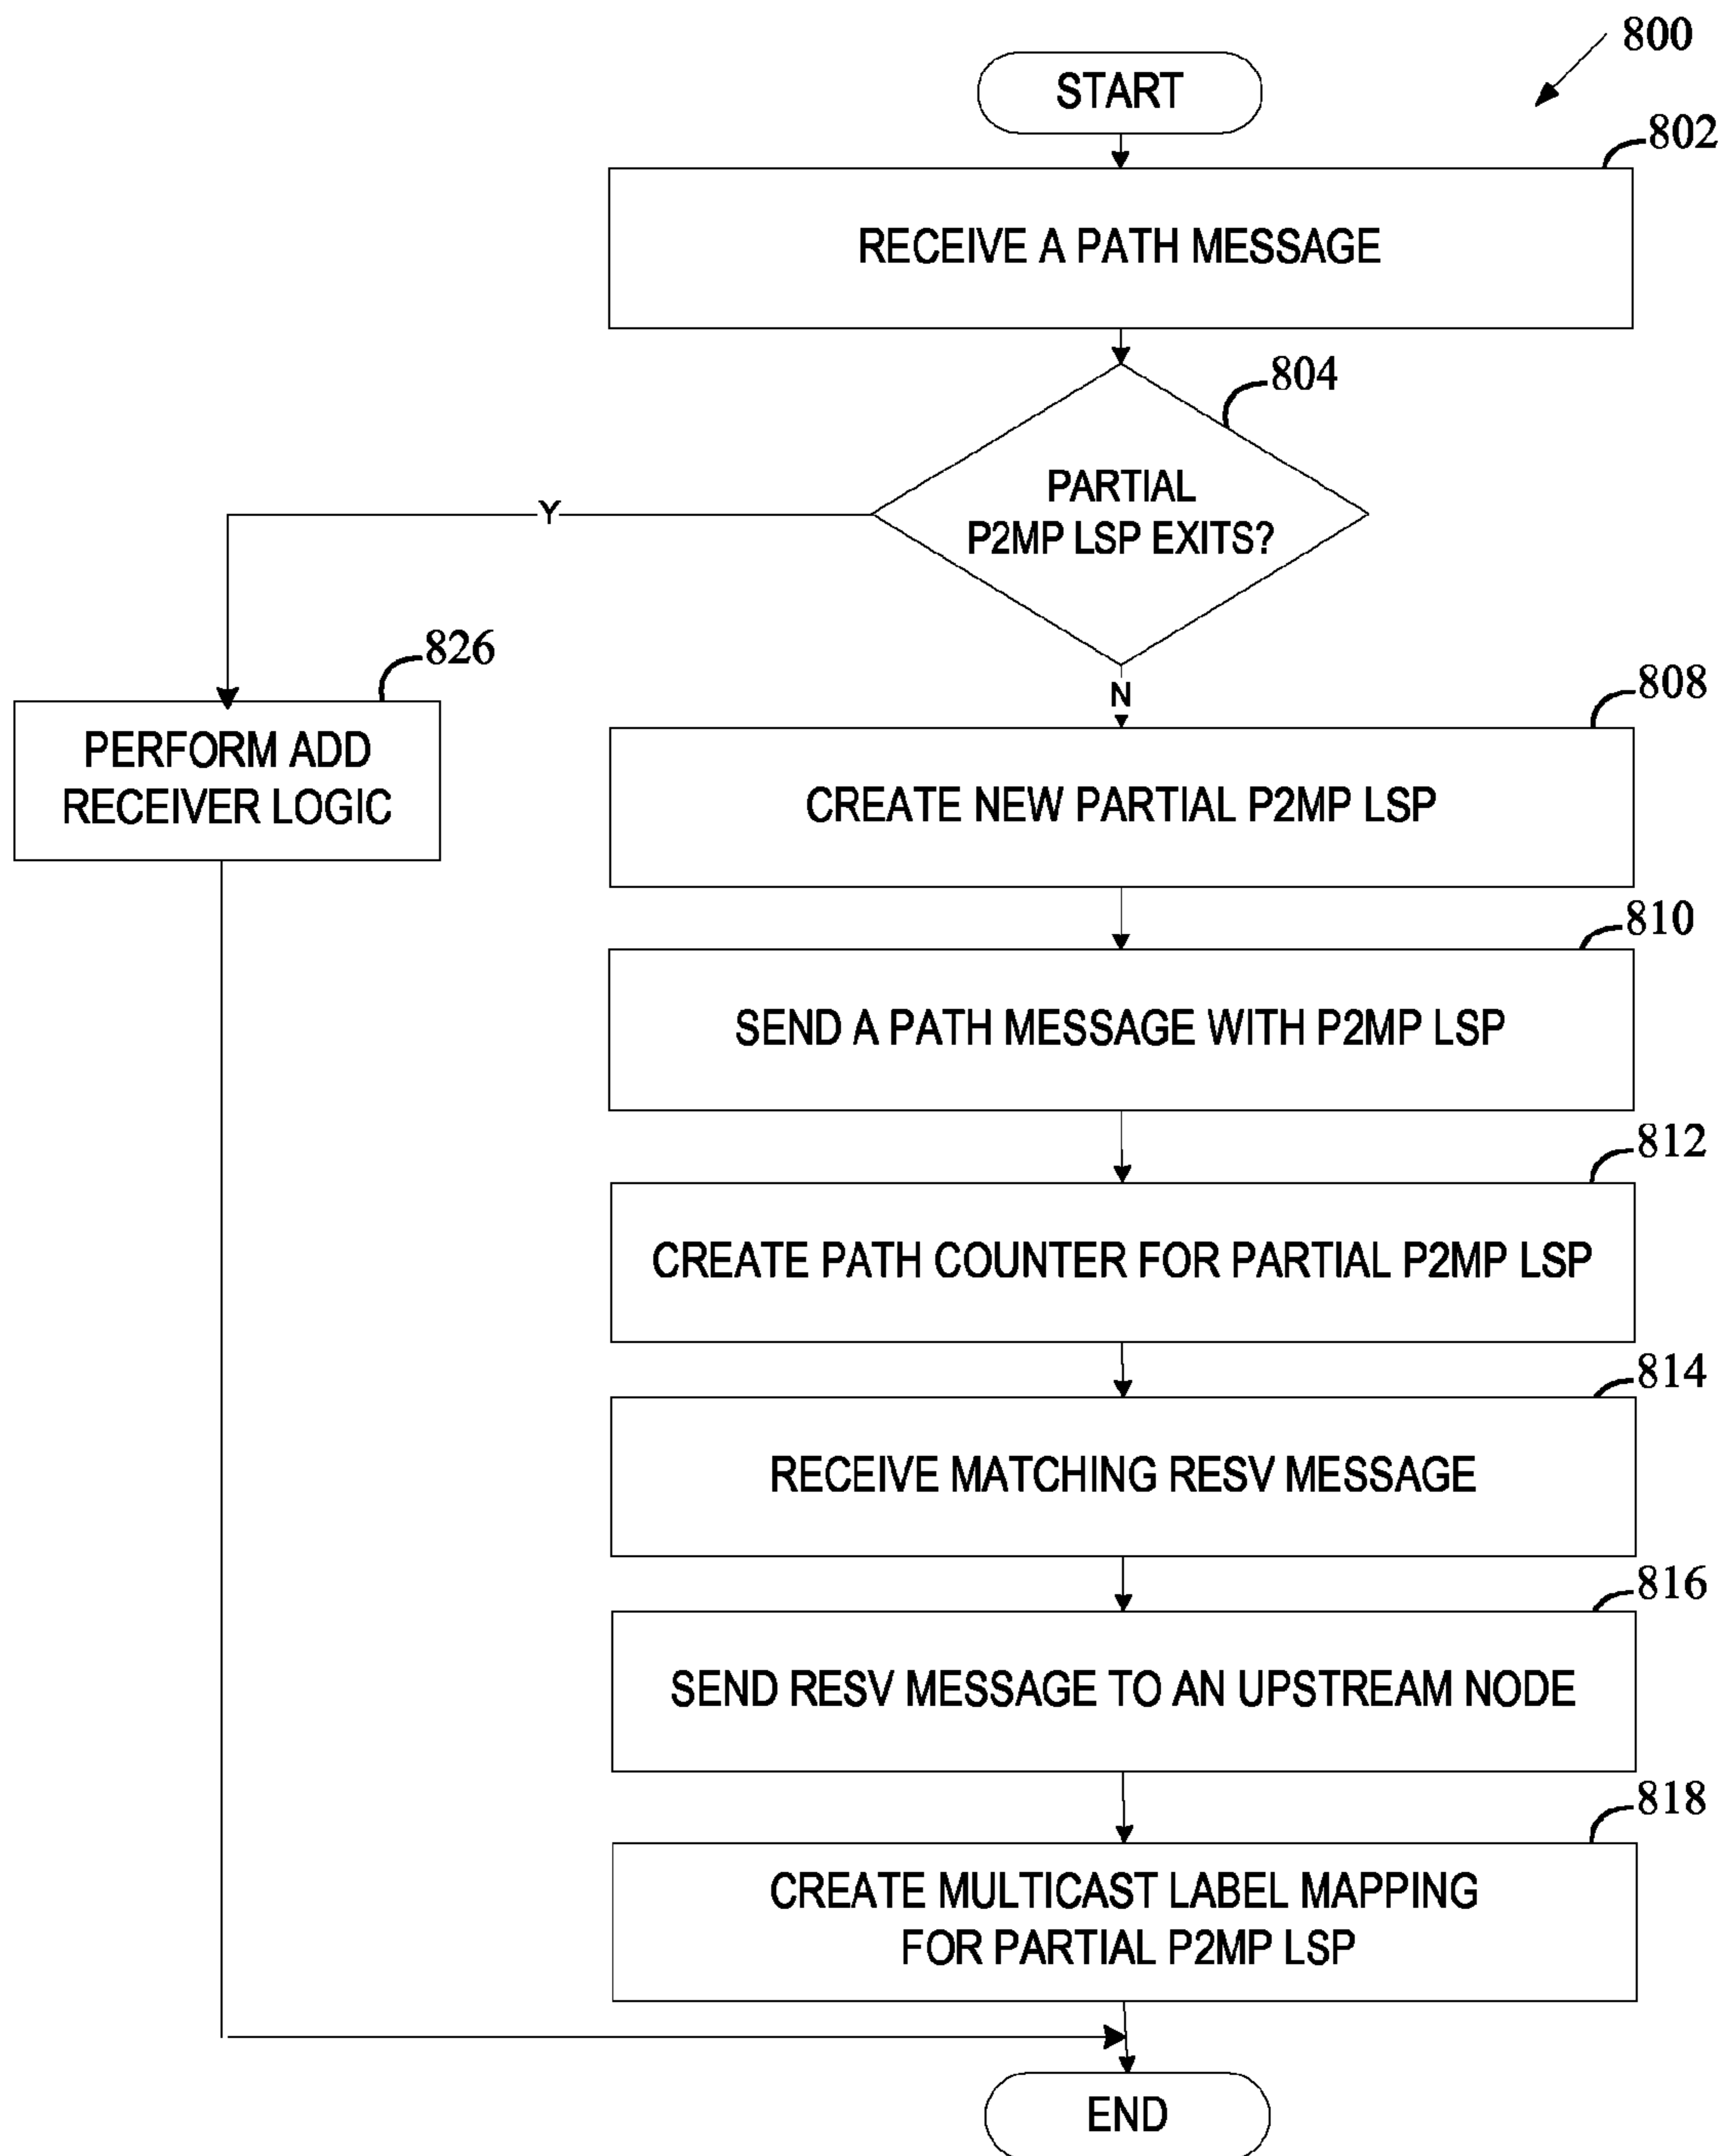 800
START
802
RECEIVE A PATH MESSAGE
804
PARTIAL
P2MP LSP EXITS?
Y
N
826
PERFORM ADD
RECEIVER LOGIC
808
CREATE NEW PARTIAL P2MP LSP
810
SEND A PATH MESSAGE WITH P2MP LSP
812
CREATE PATH COUNTER FOR PARTIAL P2MP LSP
814
RECEIVE MATCHING RESV MESSAGE
816
SEND RESV MESSAGE TO AN UPSTREAM NODE
818
CREATE MULTICAST LABEL MAPPING
FOR PARTIAL P2MP LSP
END